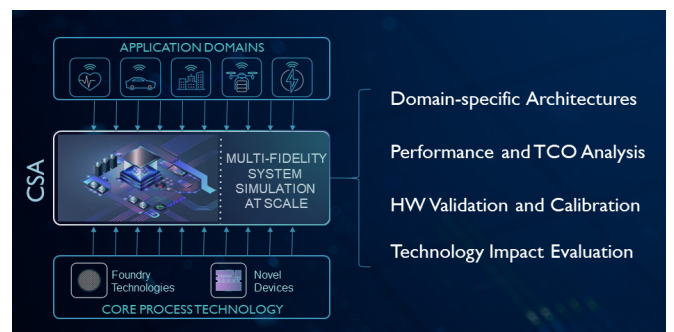 APPLICATION DOMAINS
CSA
MULTI-FIDELITY
SYSTEM
SIMULATION
AT SCALE
Foundry
Technologies
Novel
Devices
CORE PROCESS TECHNOLOGY
Domain-specific Architectures
Performance and TCO Analysis
HW Validation and Calibration
Technology Impact Evaluation